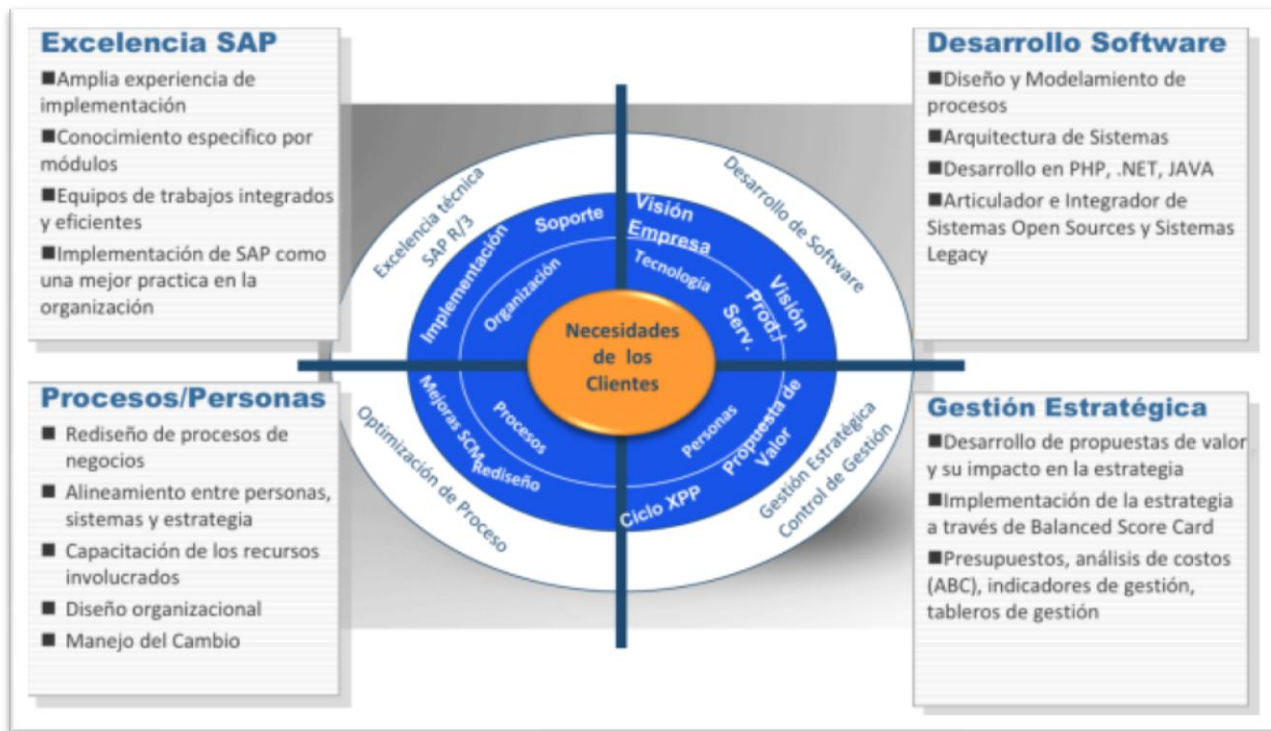 Excelencia SAP
■Amplia experiencia de
implementación
■Conocimiento especifico por
módulos
■Equipos de trabajos integrados
y eficientes
■Implementación de SAP como
una mejor practica en la
organización
Desarrollo Software
■Diseño y Modelamiento de
procesos
■Arquitectura de Sistemas
■Desarrollo en PHP, .NET, JAVA
■Articulador e Integrador de
Sistemas Open Sources y Sistemas
Legacy
Excelencia técnica
SAP R/3
Desarrollo de Software
Implementación
Soporte
Visión
Empresa
Visión
Prod./
Serv.
Organización
Tecnología
Necesidades
de los
Clientes
Procesos
Personas
Mejoras SCM
Rediseño
Ciclo XPP
Propuesta de
Valor
Optimización de Proceso
Gestión Estratégica
Control de Gestión
Procesos/Personas
■ Rediseño de procesos de
negocios
■ Alineamiento entre personas,
sistemas y estrategia
■ Capacitación de los recursos
involucrados
■ Diseño organizacional
■ Manejo del Cambio
Gestión Estratégica
■Desarrollo de propuestas de valor
y su impacto en la estrategia
■Implementación de la estrategia
a través de Balanced Score Card
■Presupuestos, análisis de costos
(ABC), indicadores de gestión,
tableros de gestión